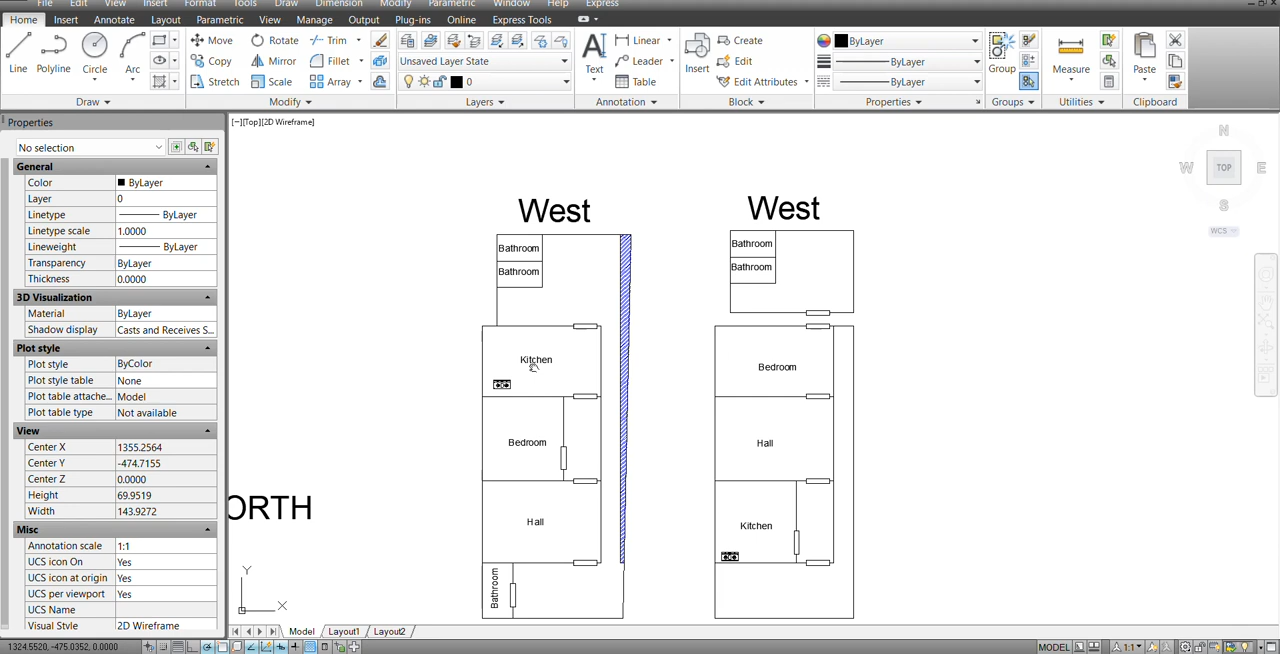 File Edit View Insert Format Tools Draw Dimension Modify Parametric Window Help Express
Home Insert Annotate Layout Parametric View Manage Output Plug-ins Online Express Tools
Line Polyline Circle Arc
Move Rotate Trim
Copy Mirror Fillet
Stretch Scale Array
Unsaved Layer State
0
Text
Linear
Leader
Table
Insert
Create
Edit
Edit Attributes
ByLayer
ByLayer
ByLayer
Group
Measure
Paste
Draw Modify Layers Annotation Block Properties Groups Utilities Clipboard
Properties
No selection
General
Color ByLayer
Layer 0
Linetype ByLayer
Linetype scale 1.0000
Lineweight ByLayer
Transparency ByLayer
Thickness 0.0000
3D Visualization
Material ByLayer
Shadow display Casts and Receives S...
Plot style
Plot style ByColor
Plot style table None
Plot table attache... Model
Plot table type Not available
View
Center X 1355.2564
Center Y -474.7155
Center Z 0.0000
Height 69.9519
Width 143.9272
Misc
Annotation scale 1:1
UCS icon On Yes
UCS icon at origin Yes
UCS per viewport Yes
UCS Name
Visual Style 2D Wireframe
[−][Top][2D Wireframe]
N
W TOP E
S
WCS
West
Bathroom
Bathroom
Kitchen
Bedroom
Hall
Bathroom
West
Bathroom
Bathroom
Bedroom
Hall
Kitchen
ORTH
Y
X
Model Layout1 Layout2
1324.5520, -475.0352, 0.0000
MODEL 1:1